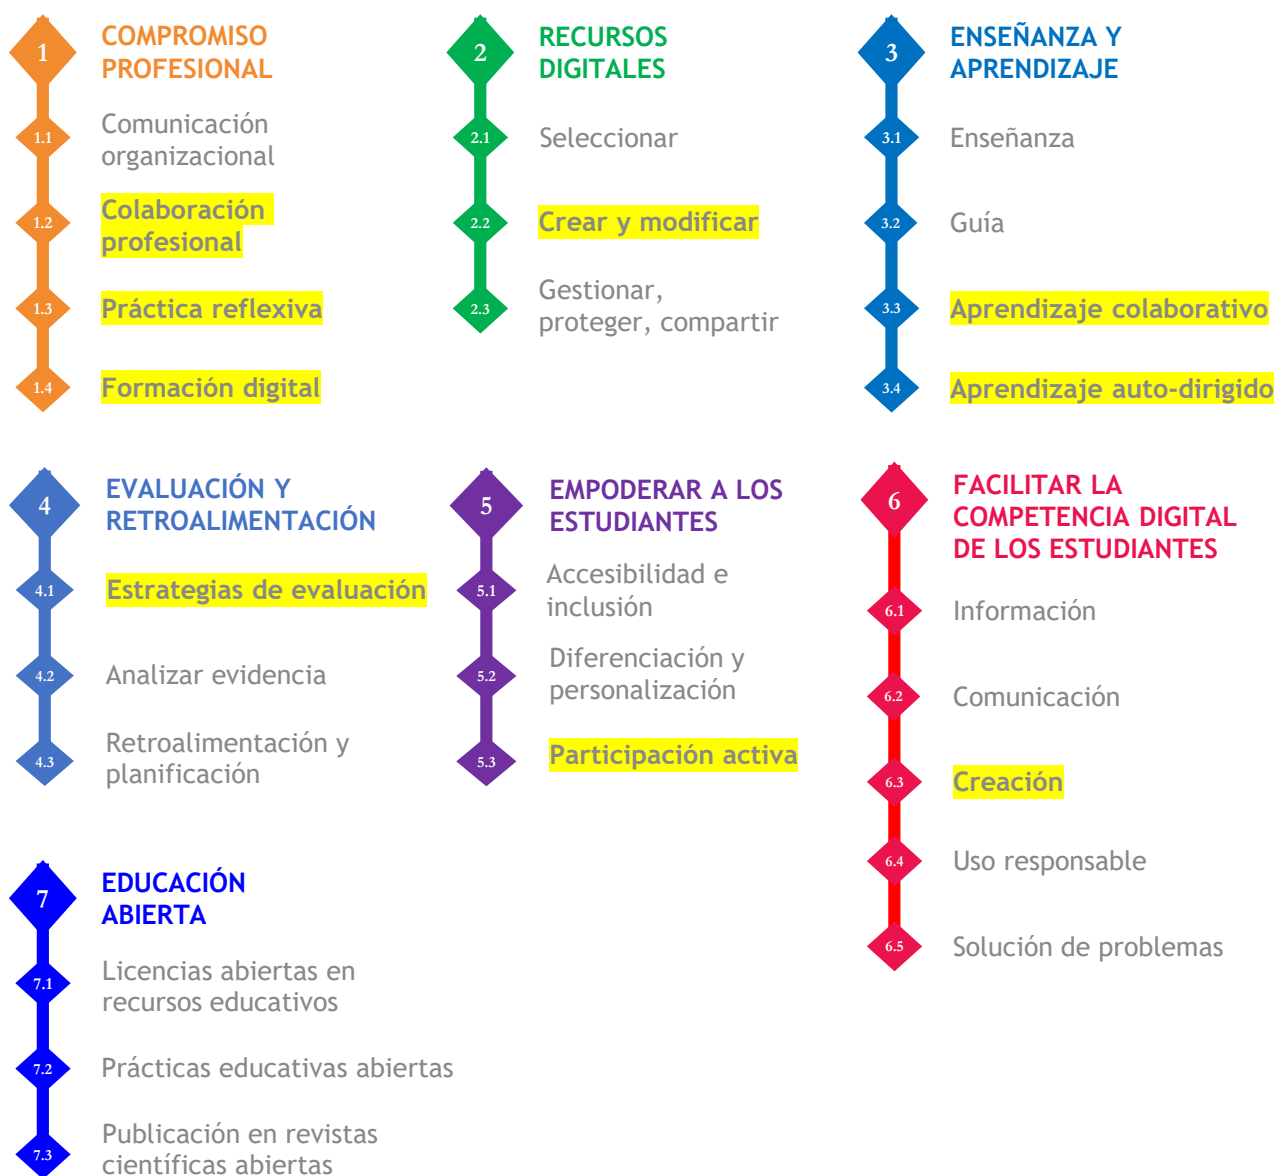 1
COMPROMISO
PROFESIONAL
1.1
Comunicación
organizacional
1.2
Colaboración
profesional
1.3
Práctica reflexiva
1.4
Formación digital
2
RECURSOS
DIGITALES
2.1
Seleccionar
2.2
Crear y modificar
2.3
Gestionar,
proteger, compartir
3
ENSEÑANZA Y
APRENDIZAJE
3.1
Enseñanza
3.2
Guía
3.3
Aprendizaje colaborativo
3.4
Aprendizaje auto-dirigido
4
EVALUACIÓN Y
RETROALIMENTACIÓN
4.1
Estrategias de evaluación
4.2
Analizar evidencia
4.3
Retroalimentación y
planificación
5
EMPODERAR A LOS
ESTUDIANTES
5.1
Accesibilidad e
inclusión
5.2
Diferenciación y
personalización
5.3
Participación activa
6
FACILITAR LA
COMPETENCIA DIGITAL
DE LOS ESTUDIANTES
6.1
Información
6.2
Comunicación
6.3
Creación
6.4
Uso responsable
6.5
Solución de problemas
7
EDUCACIÓN
ABIERTA
7.1
Licencias abiertas en
recursos educativos
7.2
Prácticas educativas abiertas
7.3
Publicación en revistas
científicas abiertas